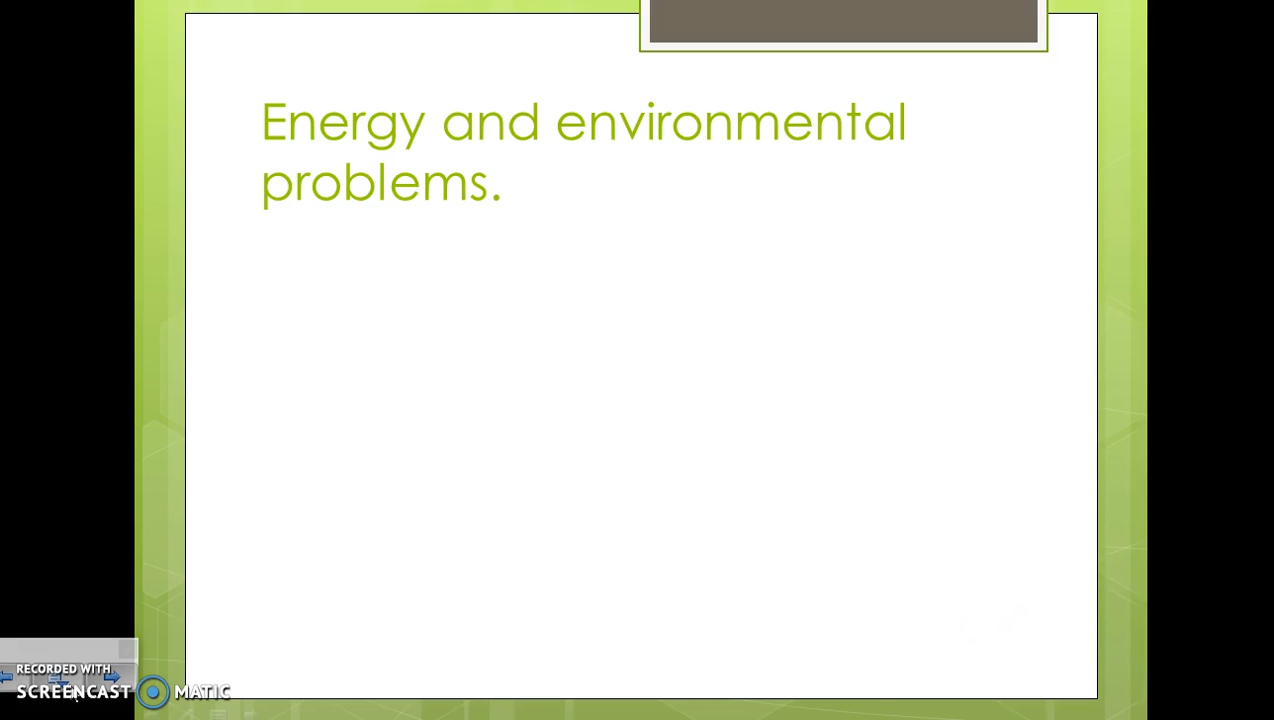 Energy and environmental
problems.
RECORDED WITH
SCREENCAST MATIC